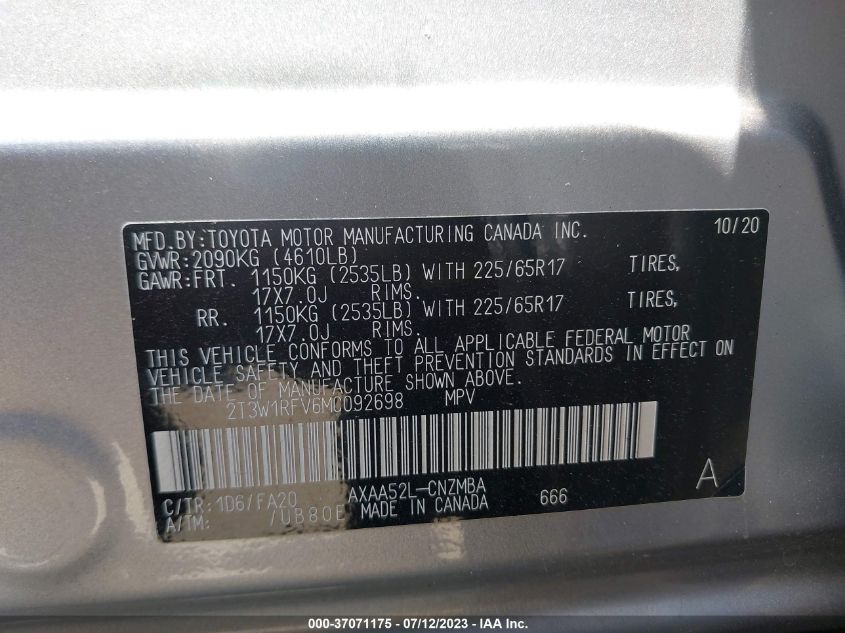 MFD.BY:TOYOTA MOTOR MANUFACTURING CANADA INC. 10/20
GVWR:2090KG (4610LB)
GAWR:FRT. 1150KG (2535LB) WITH 225/65R17 TIRES,
17X7.0J RIMS.
RR. 1150KG (2535LB) WITH 225/65R17 TIRES,
17X7.0J RIMS.
THIS VEHICLE CONFORMS TO ALL APPLICABLE FEDERAL MOTOR
VEHICLE SAFETY AND THEFT PREVENTION STANDARDS IN EFFECT ON
THE DATE OF MANUFACTURE SHOWN ABOVE.
2T3W1RFV6MC092698 MPV
A
C/TR:1D6/FA20 AXAA52L-CNZMBA
A/TM: /UB80E MADE IN CANADA 666
000-37071175 / 07/12/2023 - IAA Inc.